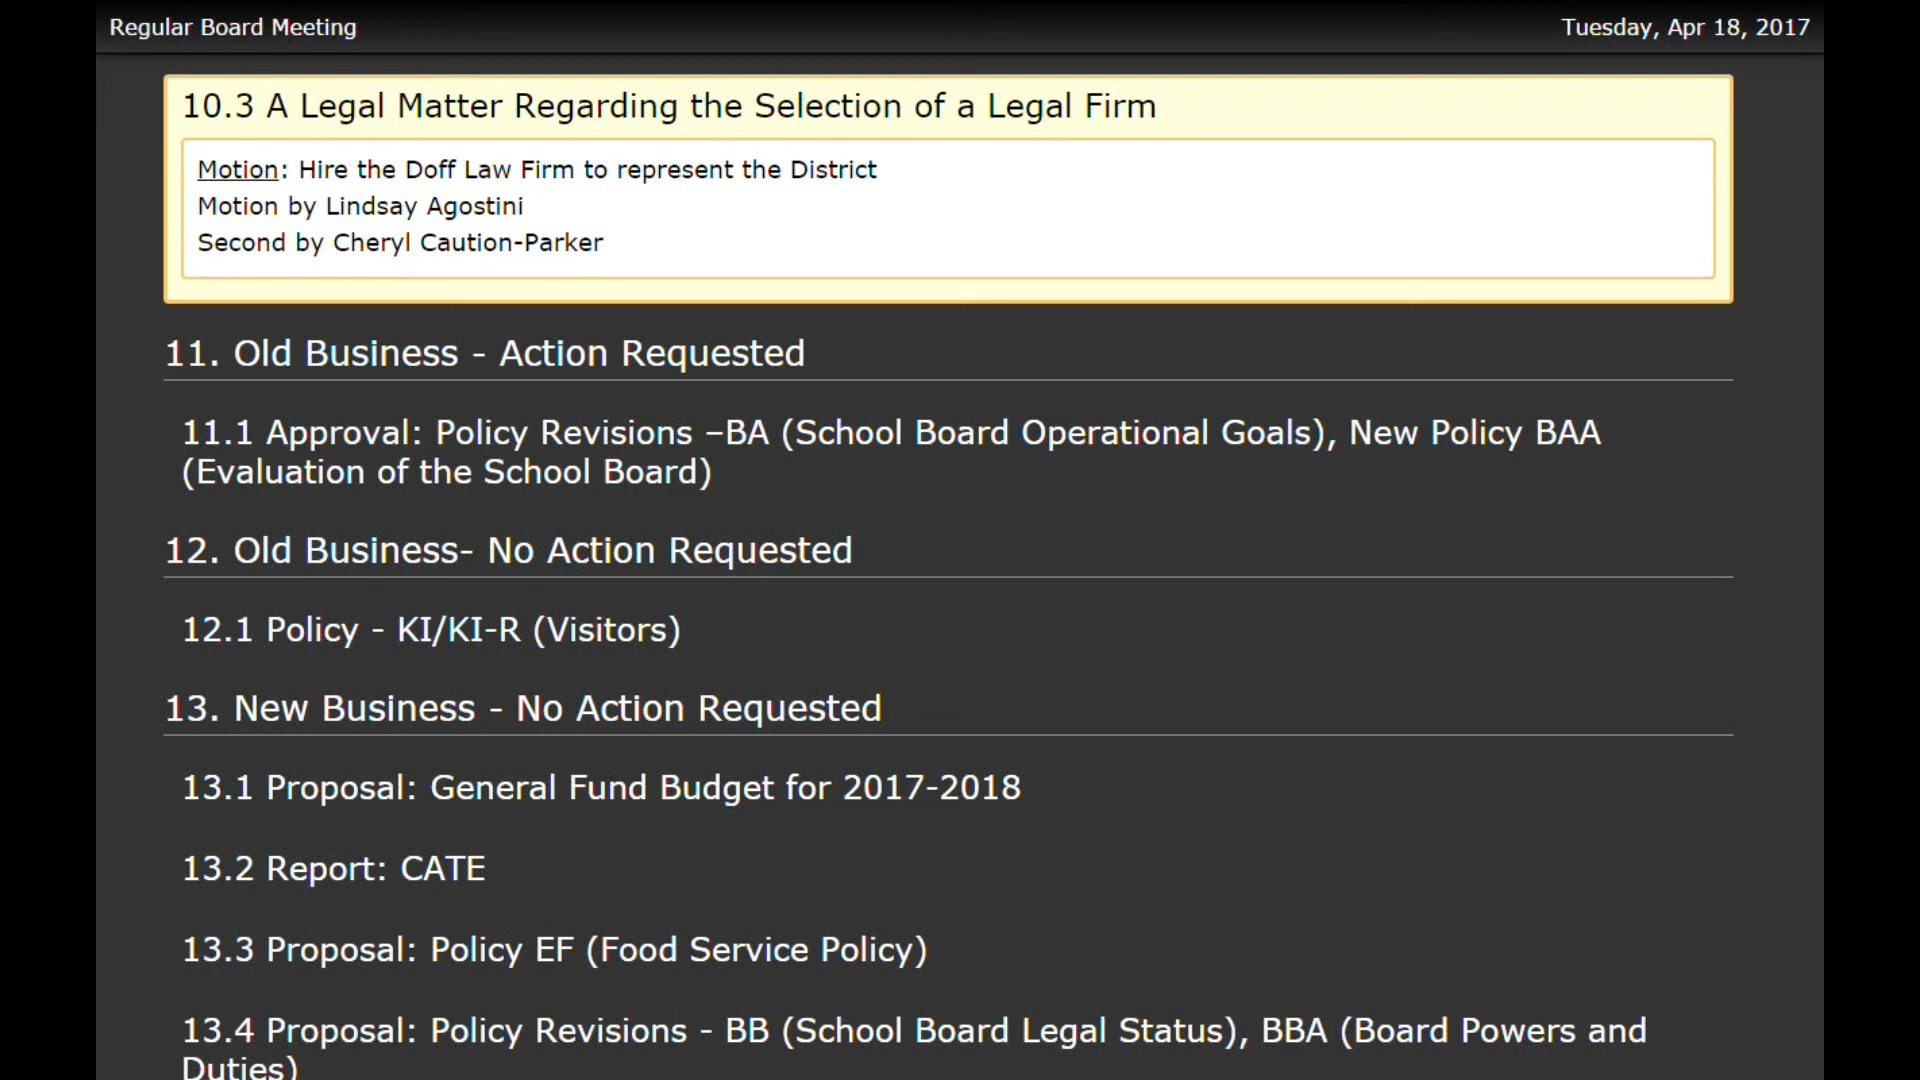 Regular Board Meeting
Tuesday, Apr 18, 2017
10.3 A Legal Matter Regarding the Selection of a Legal Firm
Motion: Hire the Doff Law Firm to represent the District
Motion by Lindsay Agostini
Second by Cheryl Caution-Parker
11. Old Business - Action Requested
11.1 Approval: Policy Revisions –BA (School Board Operational Goals), New Policy BAA
(Evaluation of the School Board)
12. Old Business- No Action Requested
12.1 Policy - KI/KI-R (Visitors)
13. New Business - No Action Requested
13.1 Proposal: General Fund Budget for 2017-2018
13.2 Report: CATE
13.3 Proposal: Policy EF (Food Service Policy)
13.4 Proposal: Policy Revisions - BB (School Board Legal Status), BBA (Board Powers and
Duties)